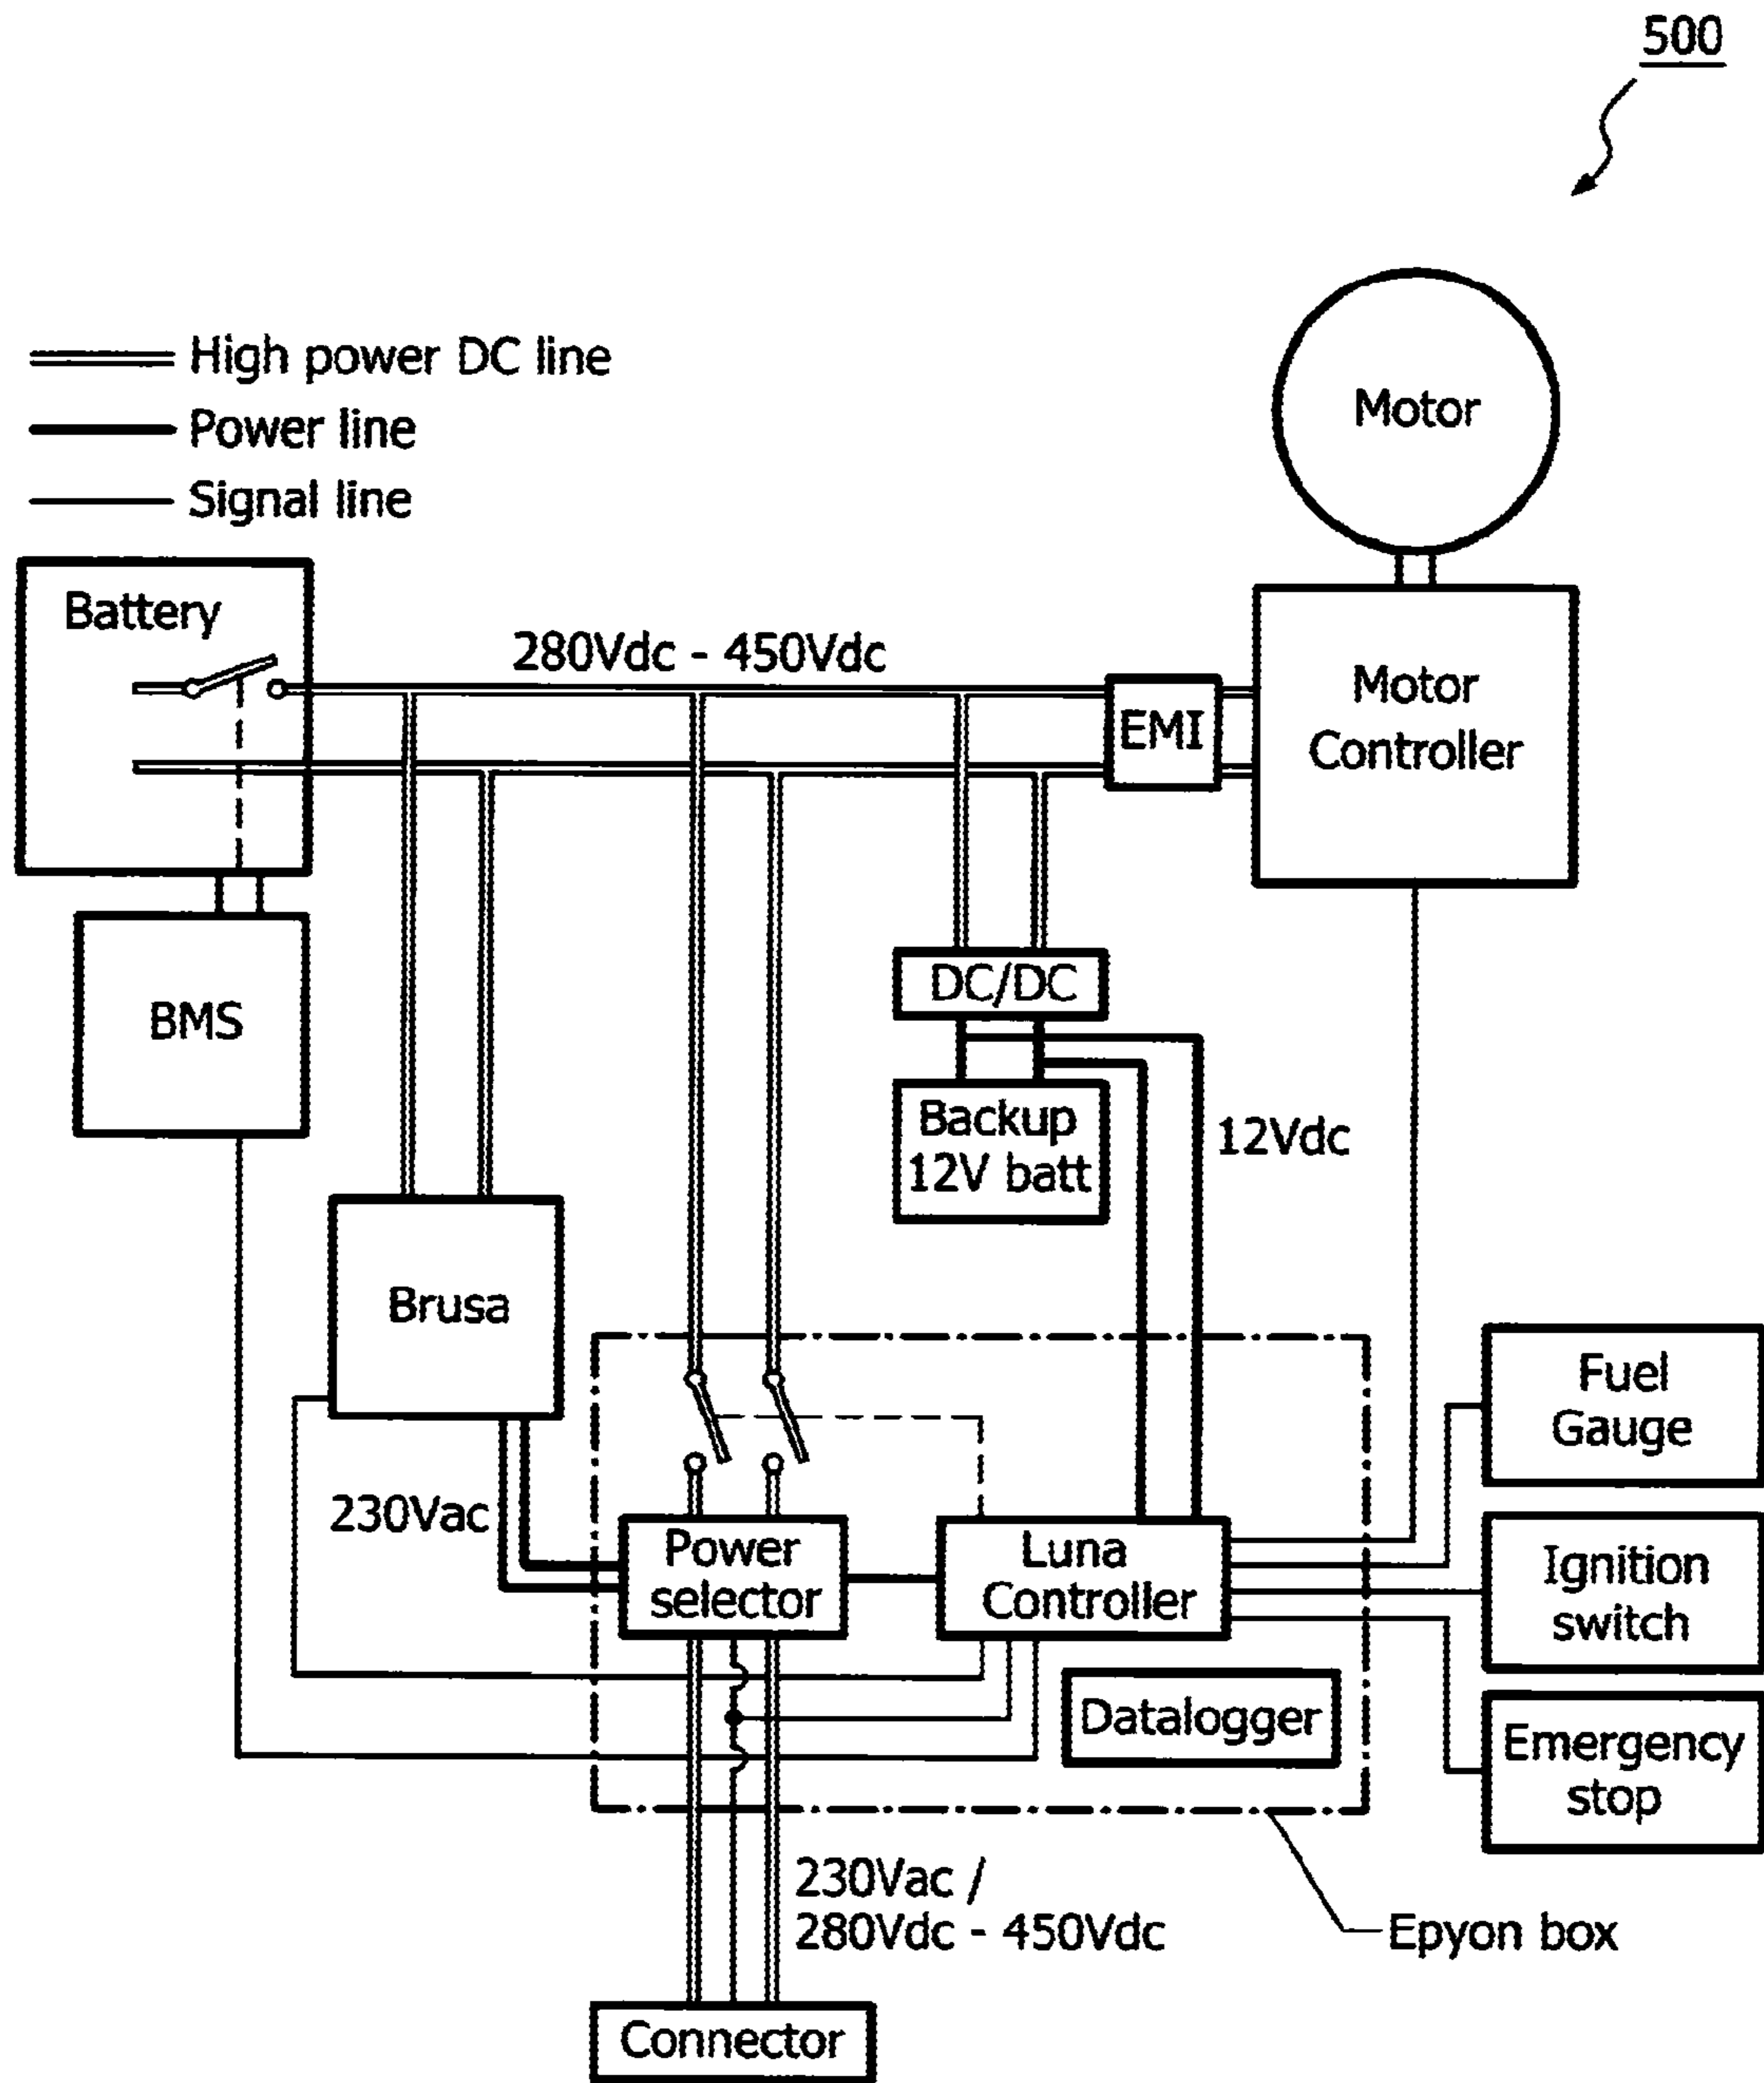 500
High power DC line
Power line
Signal line
Motor
Battery
280Vdc - 450Vdc
EMI
Motor
Controller
BMS
DC/DC
Backup
12V batt
12Vdc
Brusa
Fuel
Gauge
230Vac
Power
selector
Luna
Controller
Ignition
switch
Datalogger
Emergency
stop
230Vac /
280Vdc - 450Vdc
Epyon box
Connector